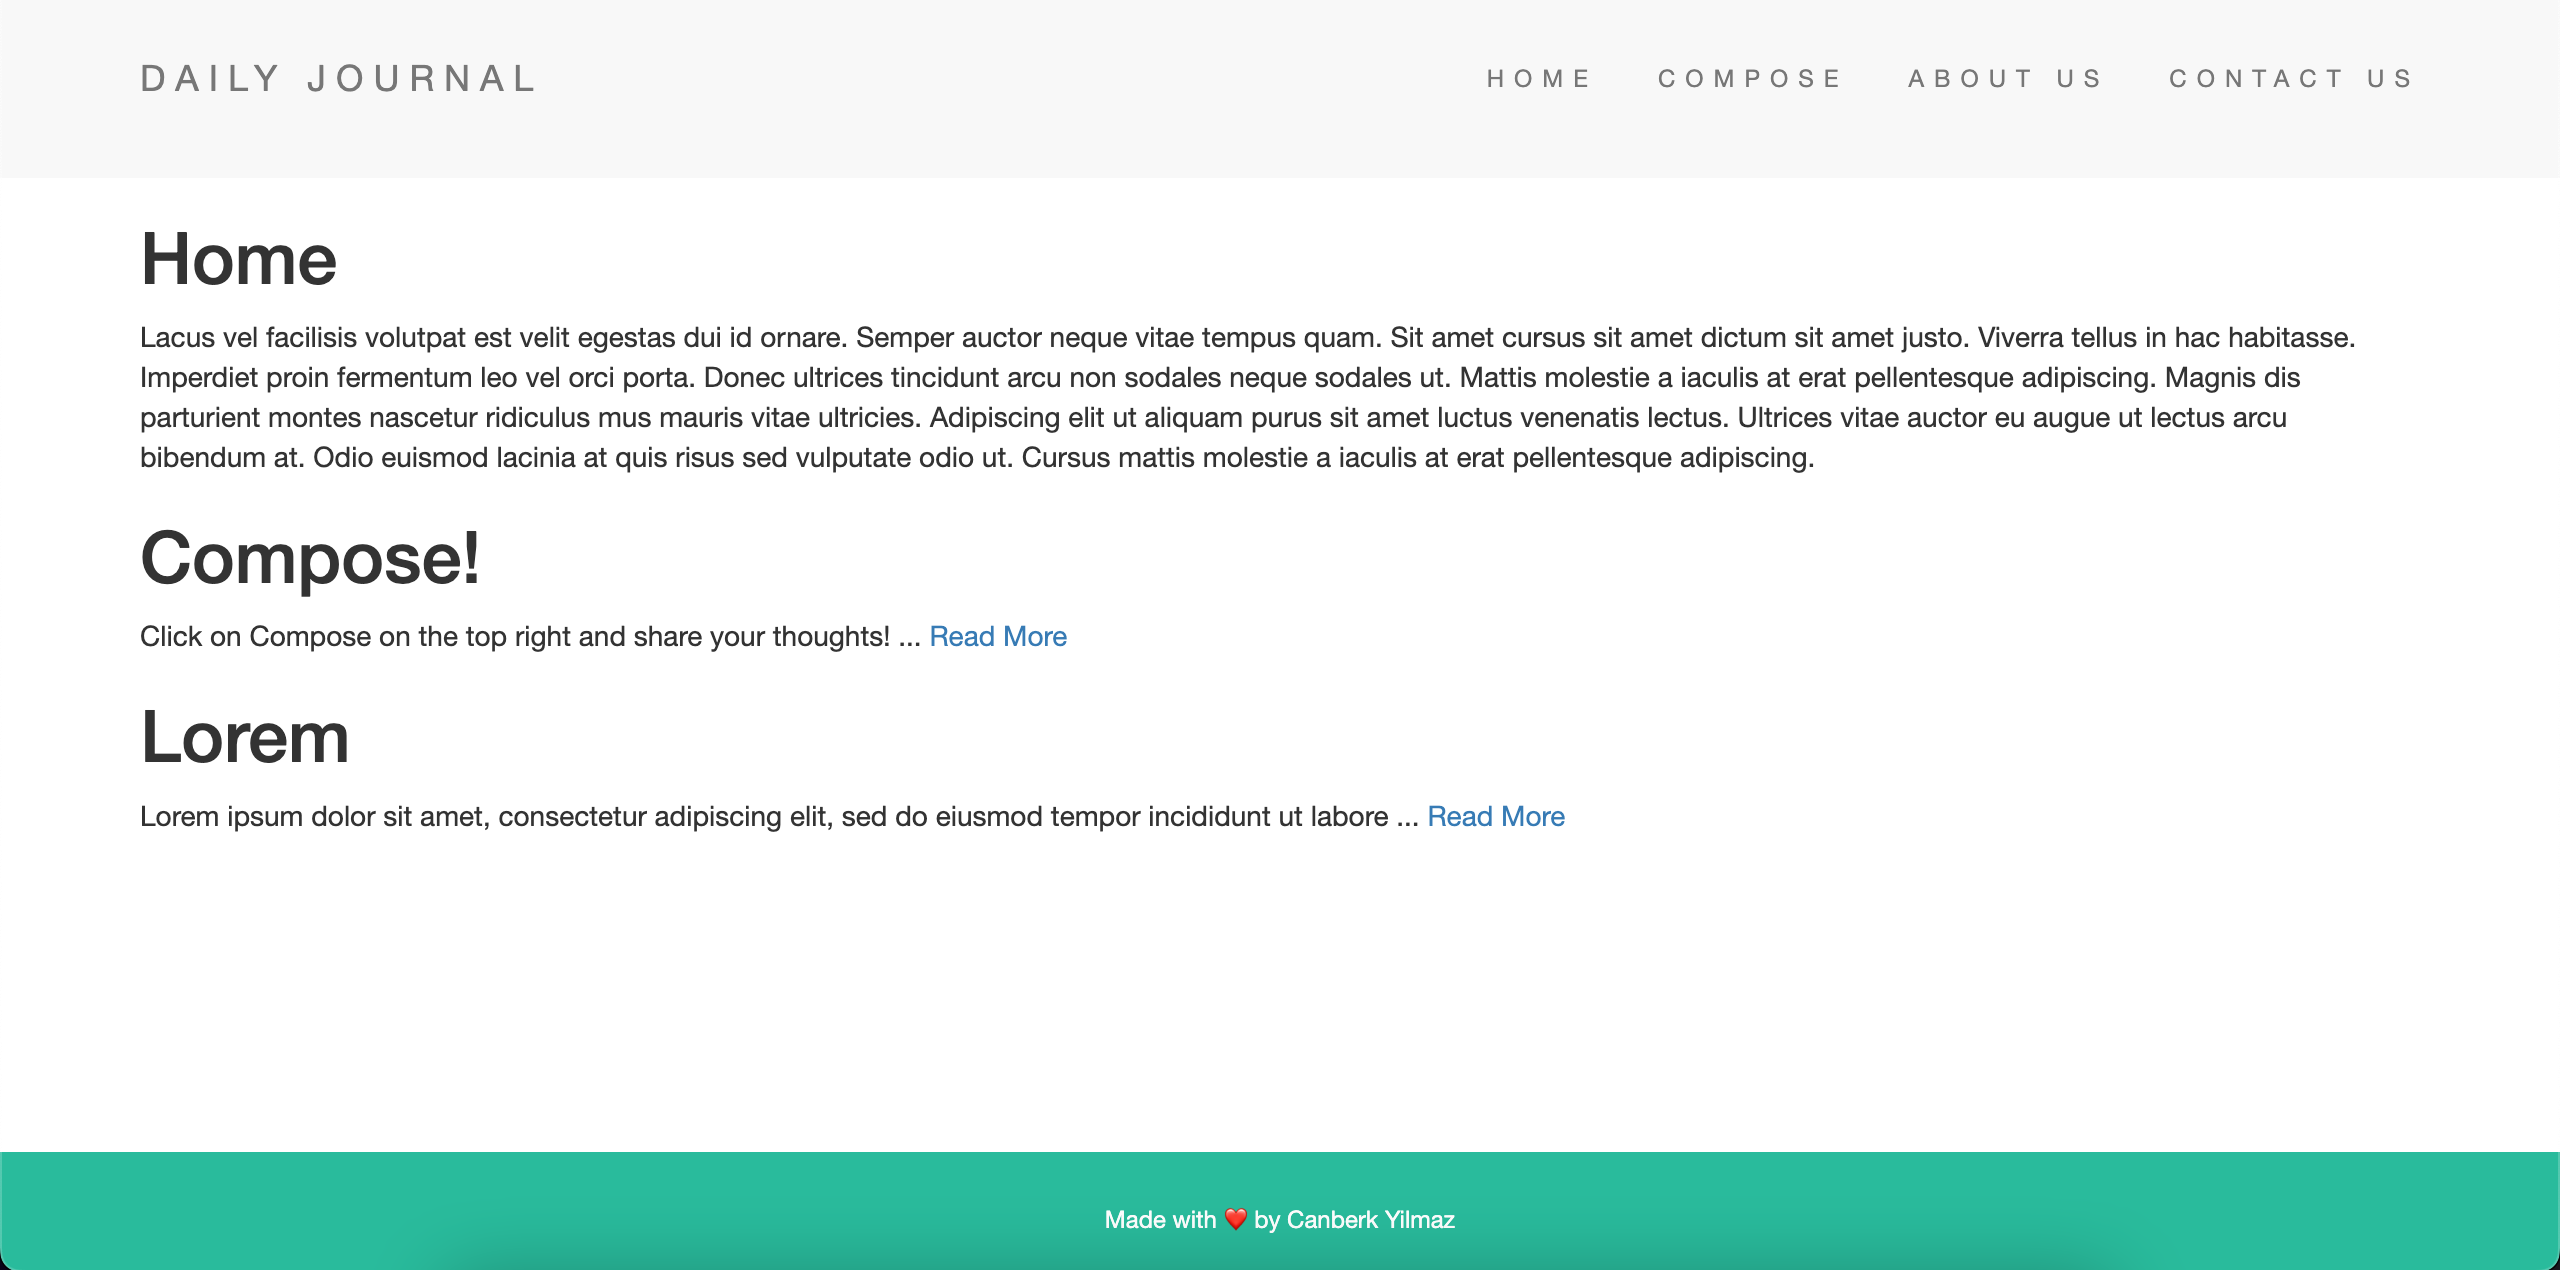 DAILY JOURNAL
HOME COMPOSE ABOUT US CONTACT US
Home
Lacus vel facilisis volutpat est velit egestas dui id ornare. Semper auctor neque vitae tempus quam. Sit amet cursus sit amet dictum sit amet justo. Viverra tellus in hac habitasse.
Imperdiet proin fermentum leo vel orci porta. Donec ultrices tincidunt arcu non sodales neque sodales ut. Mattis molestie a iaculis at erat pellentesque adipiscing. Magnis dis
parturient montes nascetur ridiculus mus mauris vitae ultricies. Adipiscing elit ut aliquam purus sit amet luctus venenatis lectus. Ultrices vitae auctor eu augue ut lectus arcu
bibendum at. Odio euismod lacinia at quis risus sed vulputate odio ut. Cursus mattis molestie a iaculis at erat pellentesque adipiscing.
Compose!
Click on Compose on the top right and share your thoughts! ... Read More
Lorem
Lorem ipsum dolor sit amet, consectetur adipiscing elit, sed do eiusmod tempor incididunt ut labore ... Read More
Made with ❤️ by Canberk Yilmaz